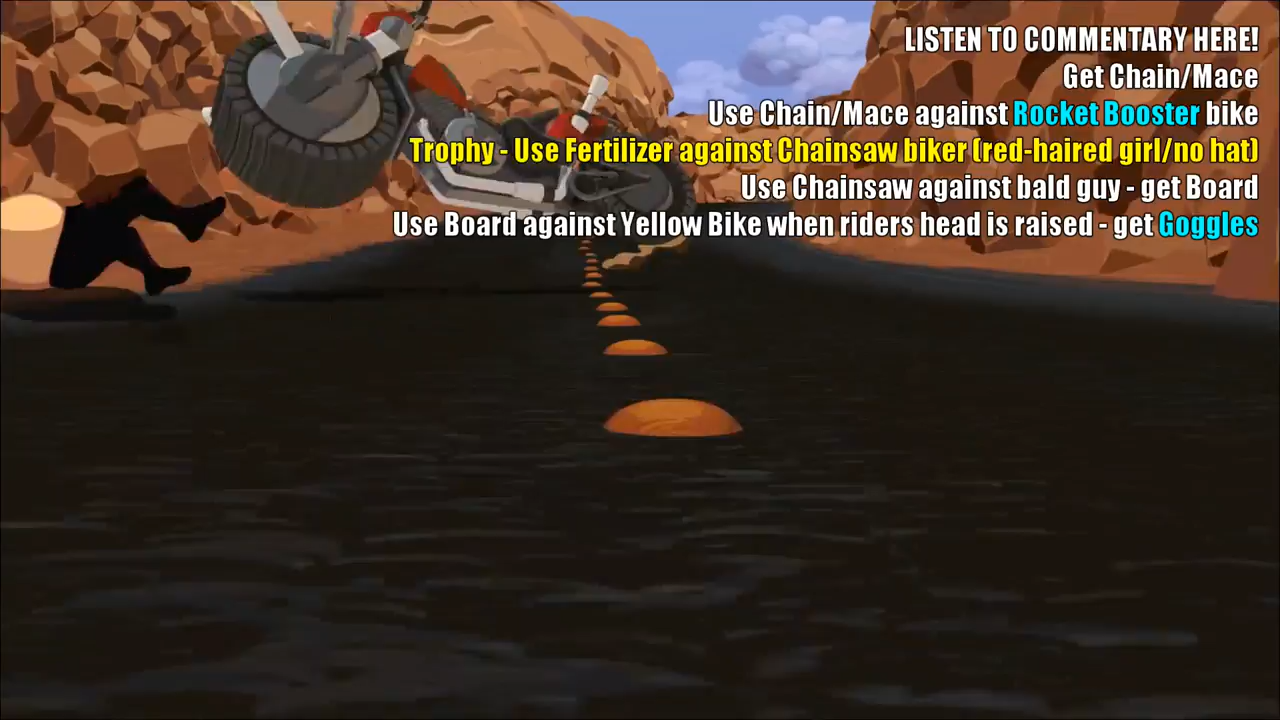 LISTEN TO COMMENTARY HERE!
Get Chain/Mace
Use Chain/Mace against Rocket Booster bike
Trophy - Use Fertilizer against Chainsaw biker (red-haired girl/no hat)
Use Chainsaw against bald guy - get Board
Use Board against Yellow Bike when riders head is raised - get Goggles